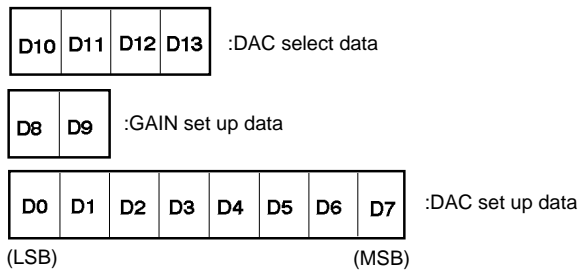 D10 D11 D12 D13 :DAC select data
D8 D9 :GAIN set up data
D0 D1 D2 D3 D4 D5 D6 D7 :DAC set up data
(LSB) (MSB)